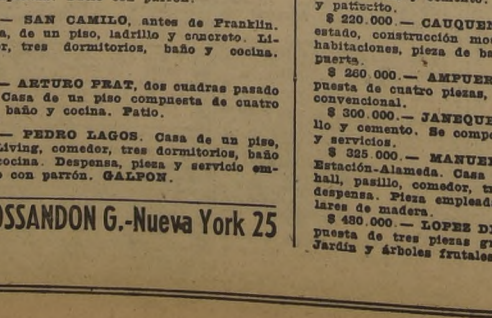 — SAN CAMILO, antes de Franklin.
a, de un piso, ladrillo y concreto. Li-
r, tres dormitorios, baño y cocina.
— ARTURO PRAT, dos cuadras pasado
Casa de un piso compuesta de cuatro
baño y cocina. Patio.
— PEDRO LAGOS. Casa de un piso,
Living, comedor, tres dormitorios, baño
cocina. Despensa, pieza y servicio em-
o con parrón. GALPON.
OSSANDON G.-Nueva York 25
y patiecito.
$ 220.000.— CAUQUE
estado, construcción mo
habitaciones, pieza de ba
puerta.
$ 260.000.— AMPUER
puesta de cuatro piezas,
convencional.
$ 300.000.— JANEQUE
llo y cemento. Se comp
y servicios.
$ 325.000.— MANUE
Estación-Alameda. Casa
hall, pasillo, comedor, t
despensa. Pieza emplead
lares de madera.
$ 480.000.— LOPEZ D
puesta de tres piezas g
Jardín y árboles frutale